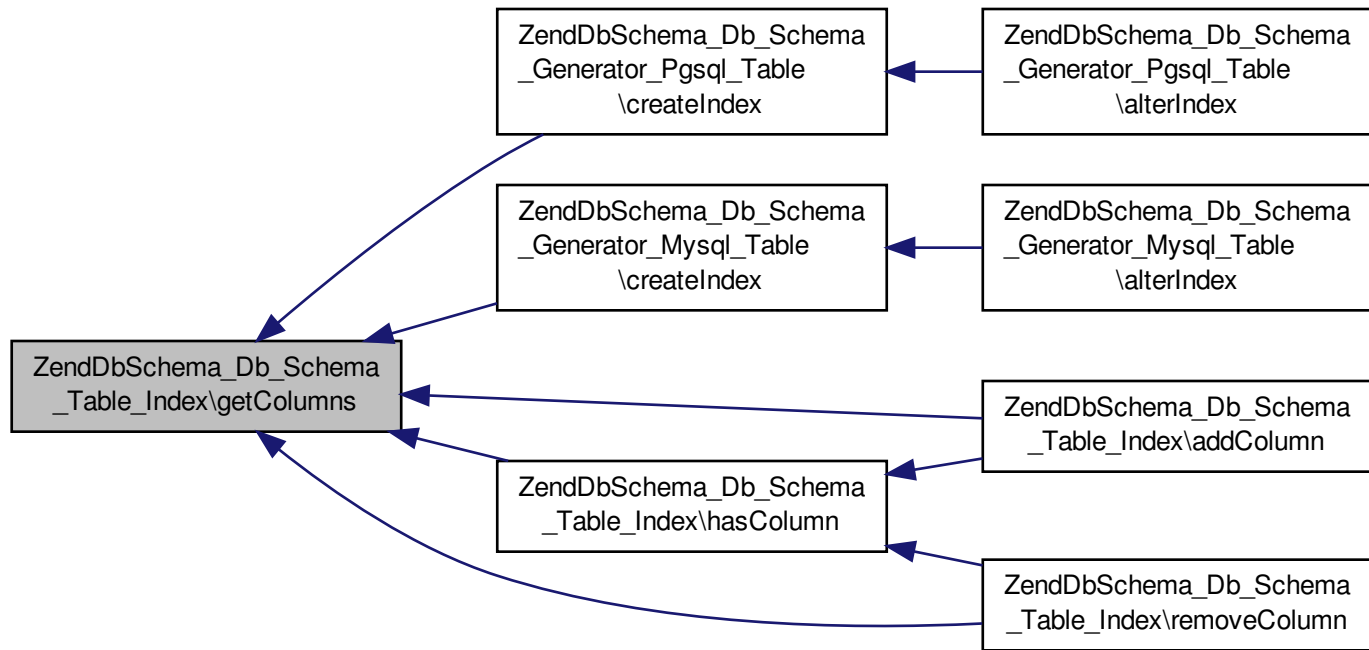 ZendDbSchema_Db_Schema
_Generator_Pgsql_Table
\createIndex
ZendDbSchema_Db_Schema
_Generator_Pgsql_Table
\alterIndex
ZendDbSchema_Db_Schema
_Generator_Mysql_Table
\createIndex
ZendDbSchema_Db_Schema
_Generator_Mysql_Table
\alterIndex
ZendDbSchema_Db_Schema
_Table_Index\getColumns
ZendDbSchema_Db_Schema
_Table_Index\addColumn
ZendDbSchema_Db_Schema
_Table_Index\hasColumn
ZendDbSchema_Db_Schema
_Table_Index\removeColumn